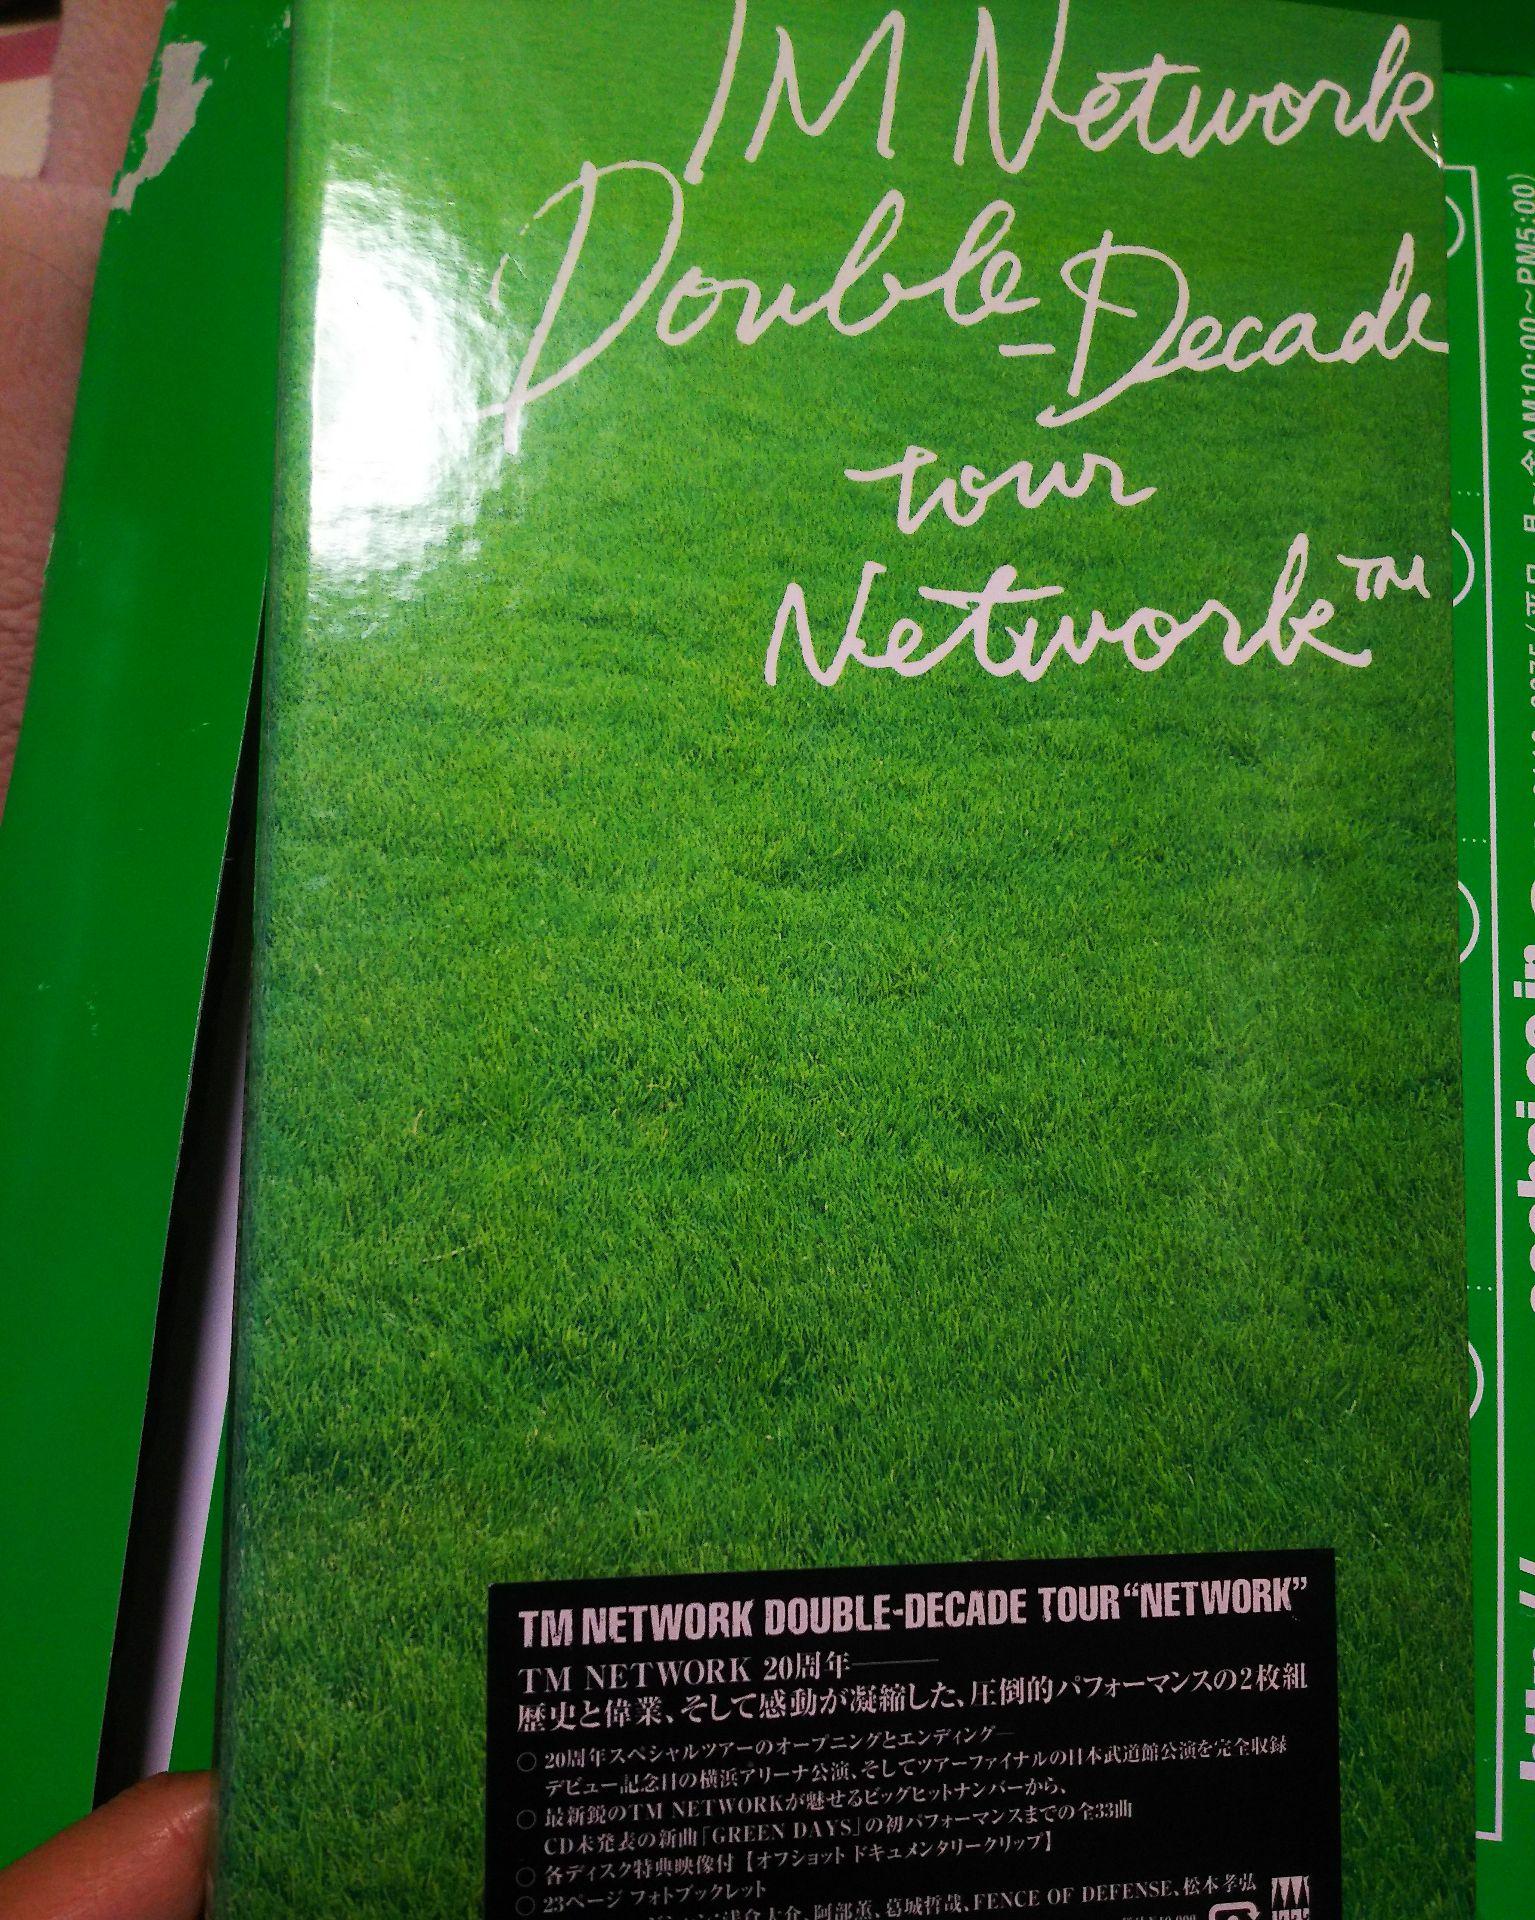 TM Network
Double-Decade
tour
Network™
TM NETWORK DOUBLE-DECADE TOUR“NETWORK”
TM NETWORK 20周年———
歴史と偉業、そして感動が凝縮した、圧倒的パフォーマンスの2枚組
○ 20周年スペシャルツアーのオープニングとエンディング—
デビュー記念日の横浜アリーナ公演、そしてツアーファイナルの日本武道館公演を完全収録
○ 最新鋭のTM NETWORKが魅せるビッグヒットナンバーから、
CD未発表の新曲「GREEN DAYS」の初パフォーマンスまでの全33曲
○ 各ディスク特典映像付【オフショット ドキュメンタリークリップ】
○ 23ページ フォトブックレット
浅倉大介、阿部薫、葛城哲哉、FENCE OF DEFENSE、松本孝弘
AM10:00~PM5:00)